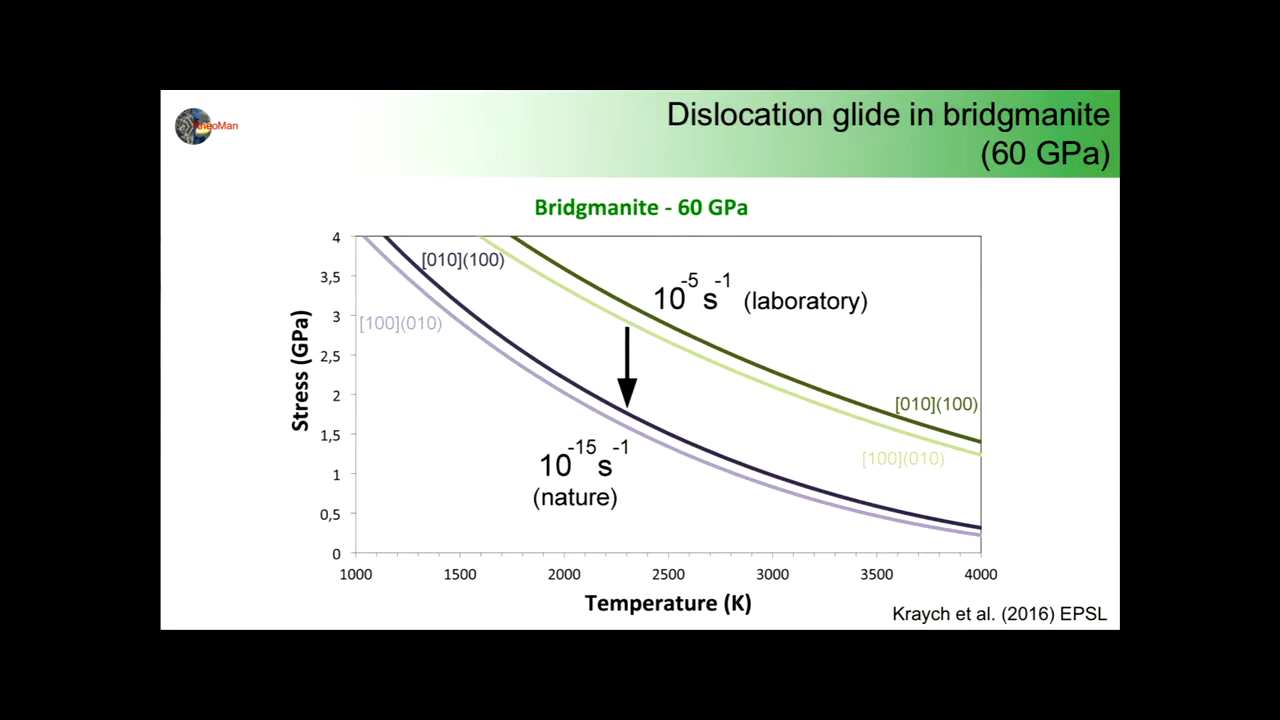 Dislocation glide in bridgmanite
(60 GPa)
RheoMan
Bridgmanite - 60 GPa
Stress (GPa)
4
3,5
3
2,5
2
1,5
1
0,5
0
[010](100)
[100](010)
10-5 s-1 (laboratory)
10-15 s-1
(nature)
[010](100)
[100](010)
1000 1500 2000 2500 3000 3500 4000
Temperature (K)
Kraych et al. (2016) EPSL